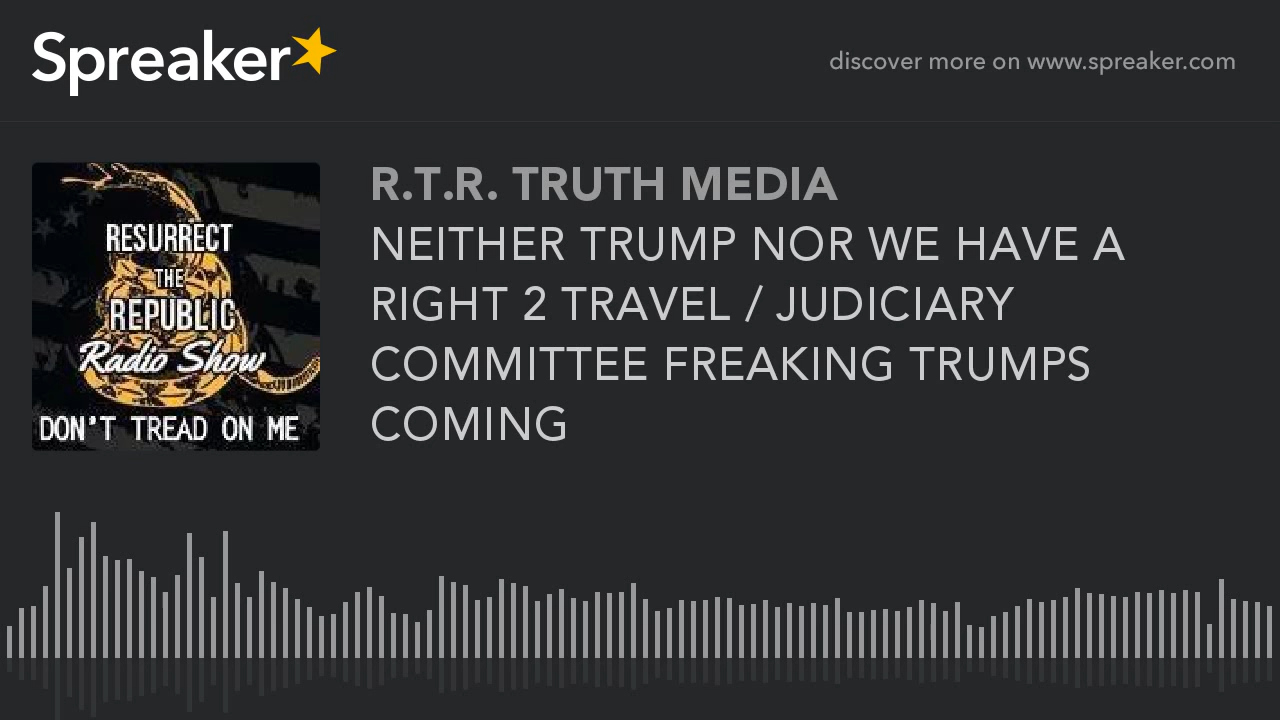 Spreaker
discover more on www.spreaker.com
RESURRECT
THE
REPUBLIC
Radio Show
DON'T TREAD ON ME
R.T.R. TRUTH MEDIA
NEITHER TRUMP NOR WE HAVE A
RIGHT 2 TRAVEL / JUDICIARY
COMMITTEE FREAKING TRUMPS
COMING